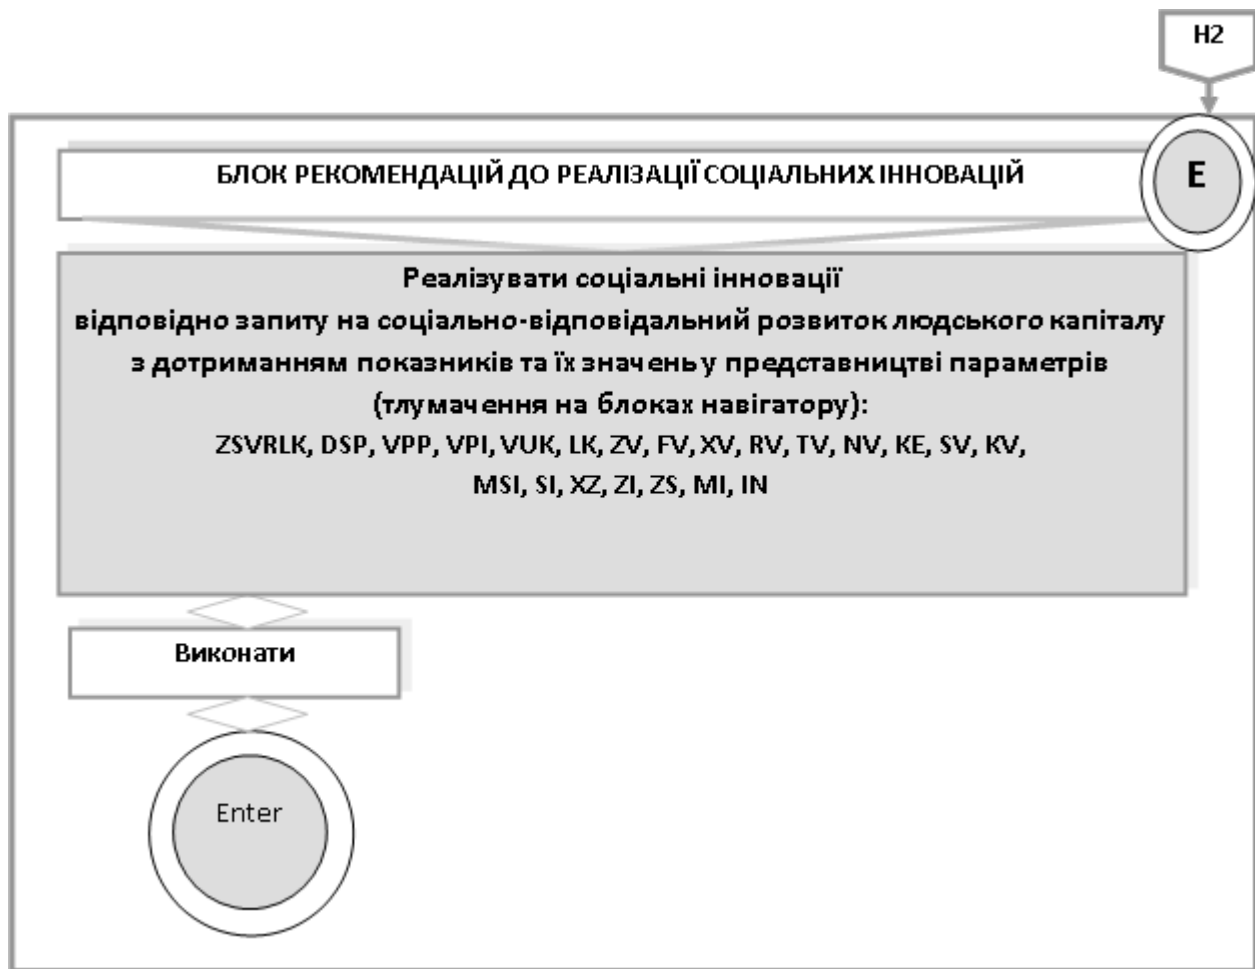 H2
БЛОК РЕКОМЕНДАЦІЙ ДО РЕАЛІЗАЦІЇ СОЦІАЛЬНИХ ІННОВАЦІЙ
E
Реалізувати соціальні інновації
відповідно запиту на соціально-відповідальний розвиток людського капіталу
з дотриманням показників та їх значень у представництві параметрів
(тлумачення на блоках навігатору):
ZSVRLK, DSP, VPP, VPI, VUK, LK, ZV, FV, XV, RV, TV, NV, KE, SV, KV,
MSI, SI, XZ, ZI, ZS, MI, IN
Виконати
Enter